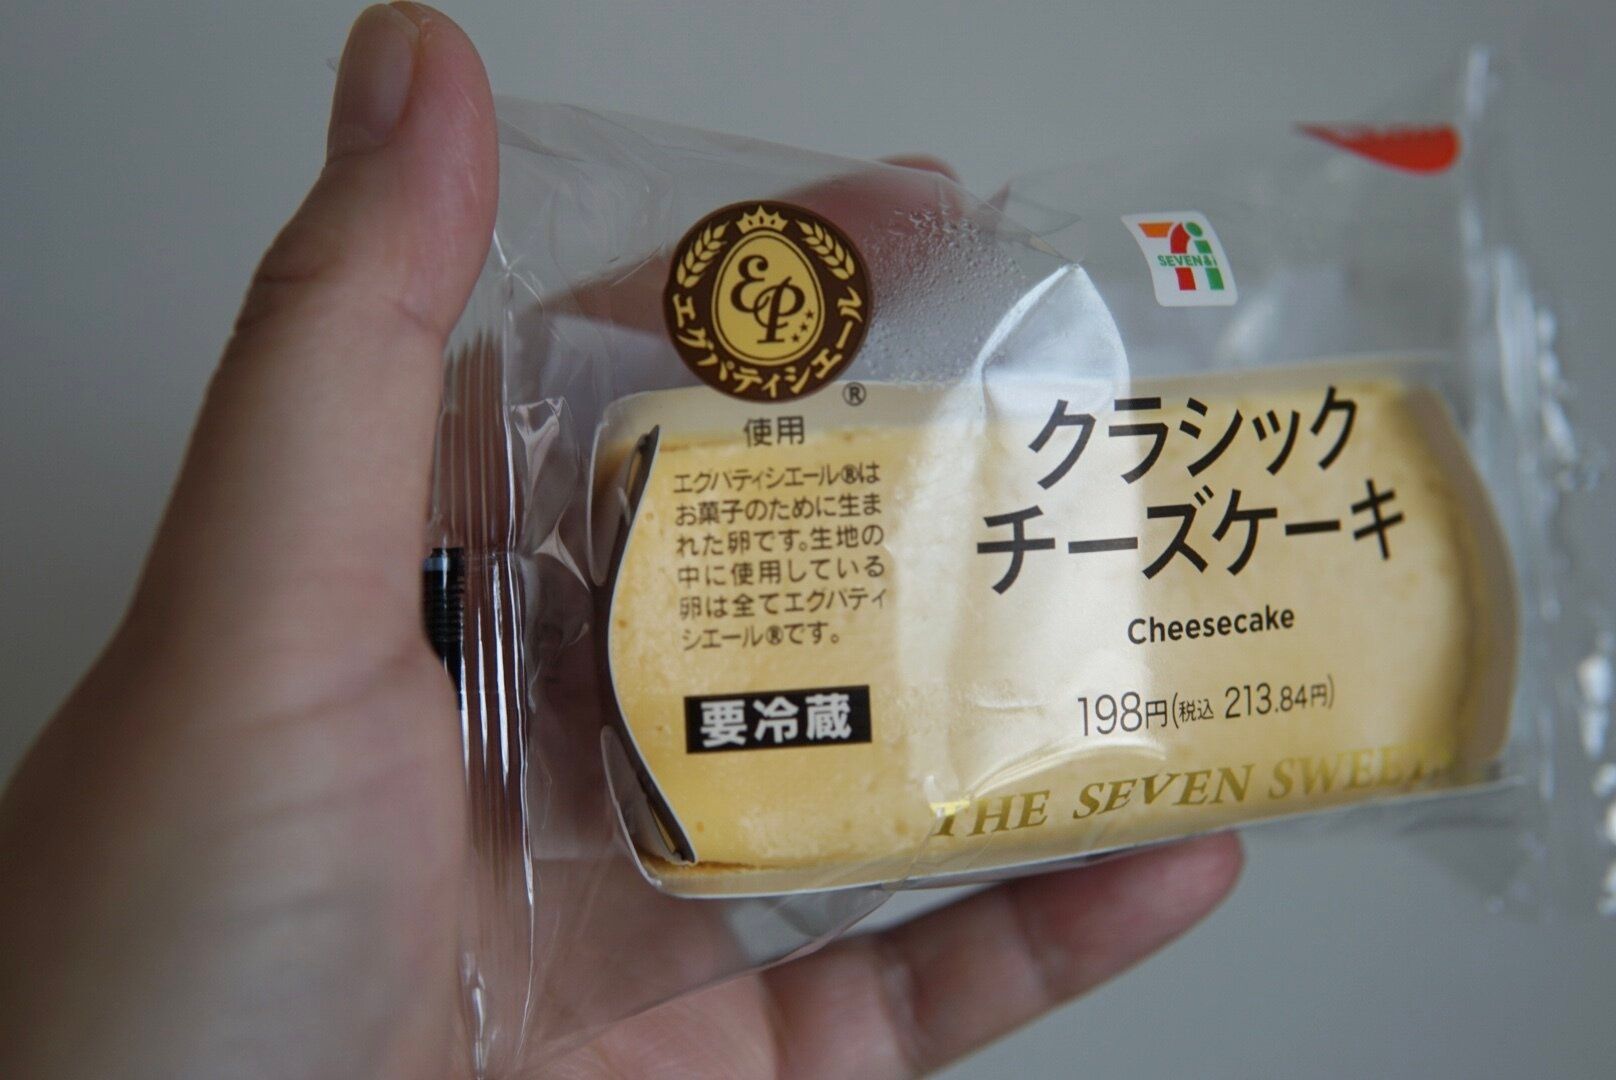 EP
エグパティシエール
®
使用
エグパティシエール®は
お菓子のために生ま
れた卵です。生地の
中に使用している
卵は全てエグパティ
シエール®です。
要冷蔵
7i
SEVEN&i
クラシック
チーズケーキ
Cheesecake
198円(税込 213.84円)
THE SEVEN SWEETS